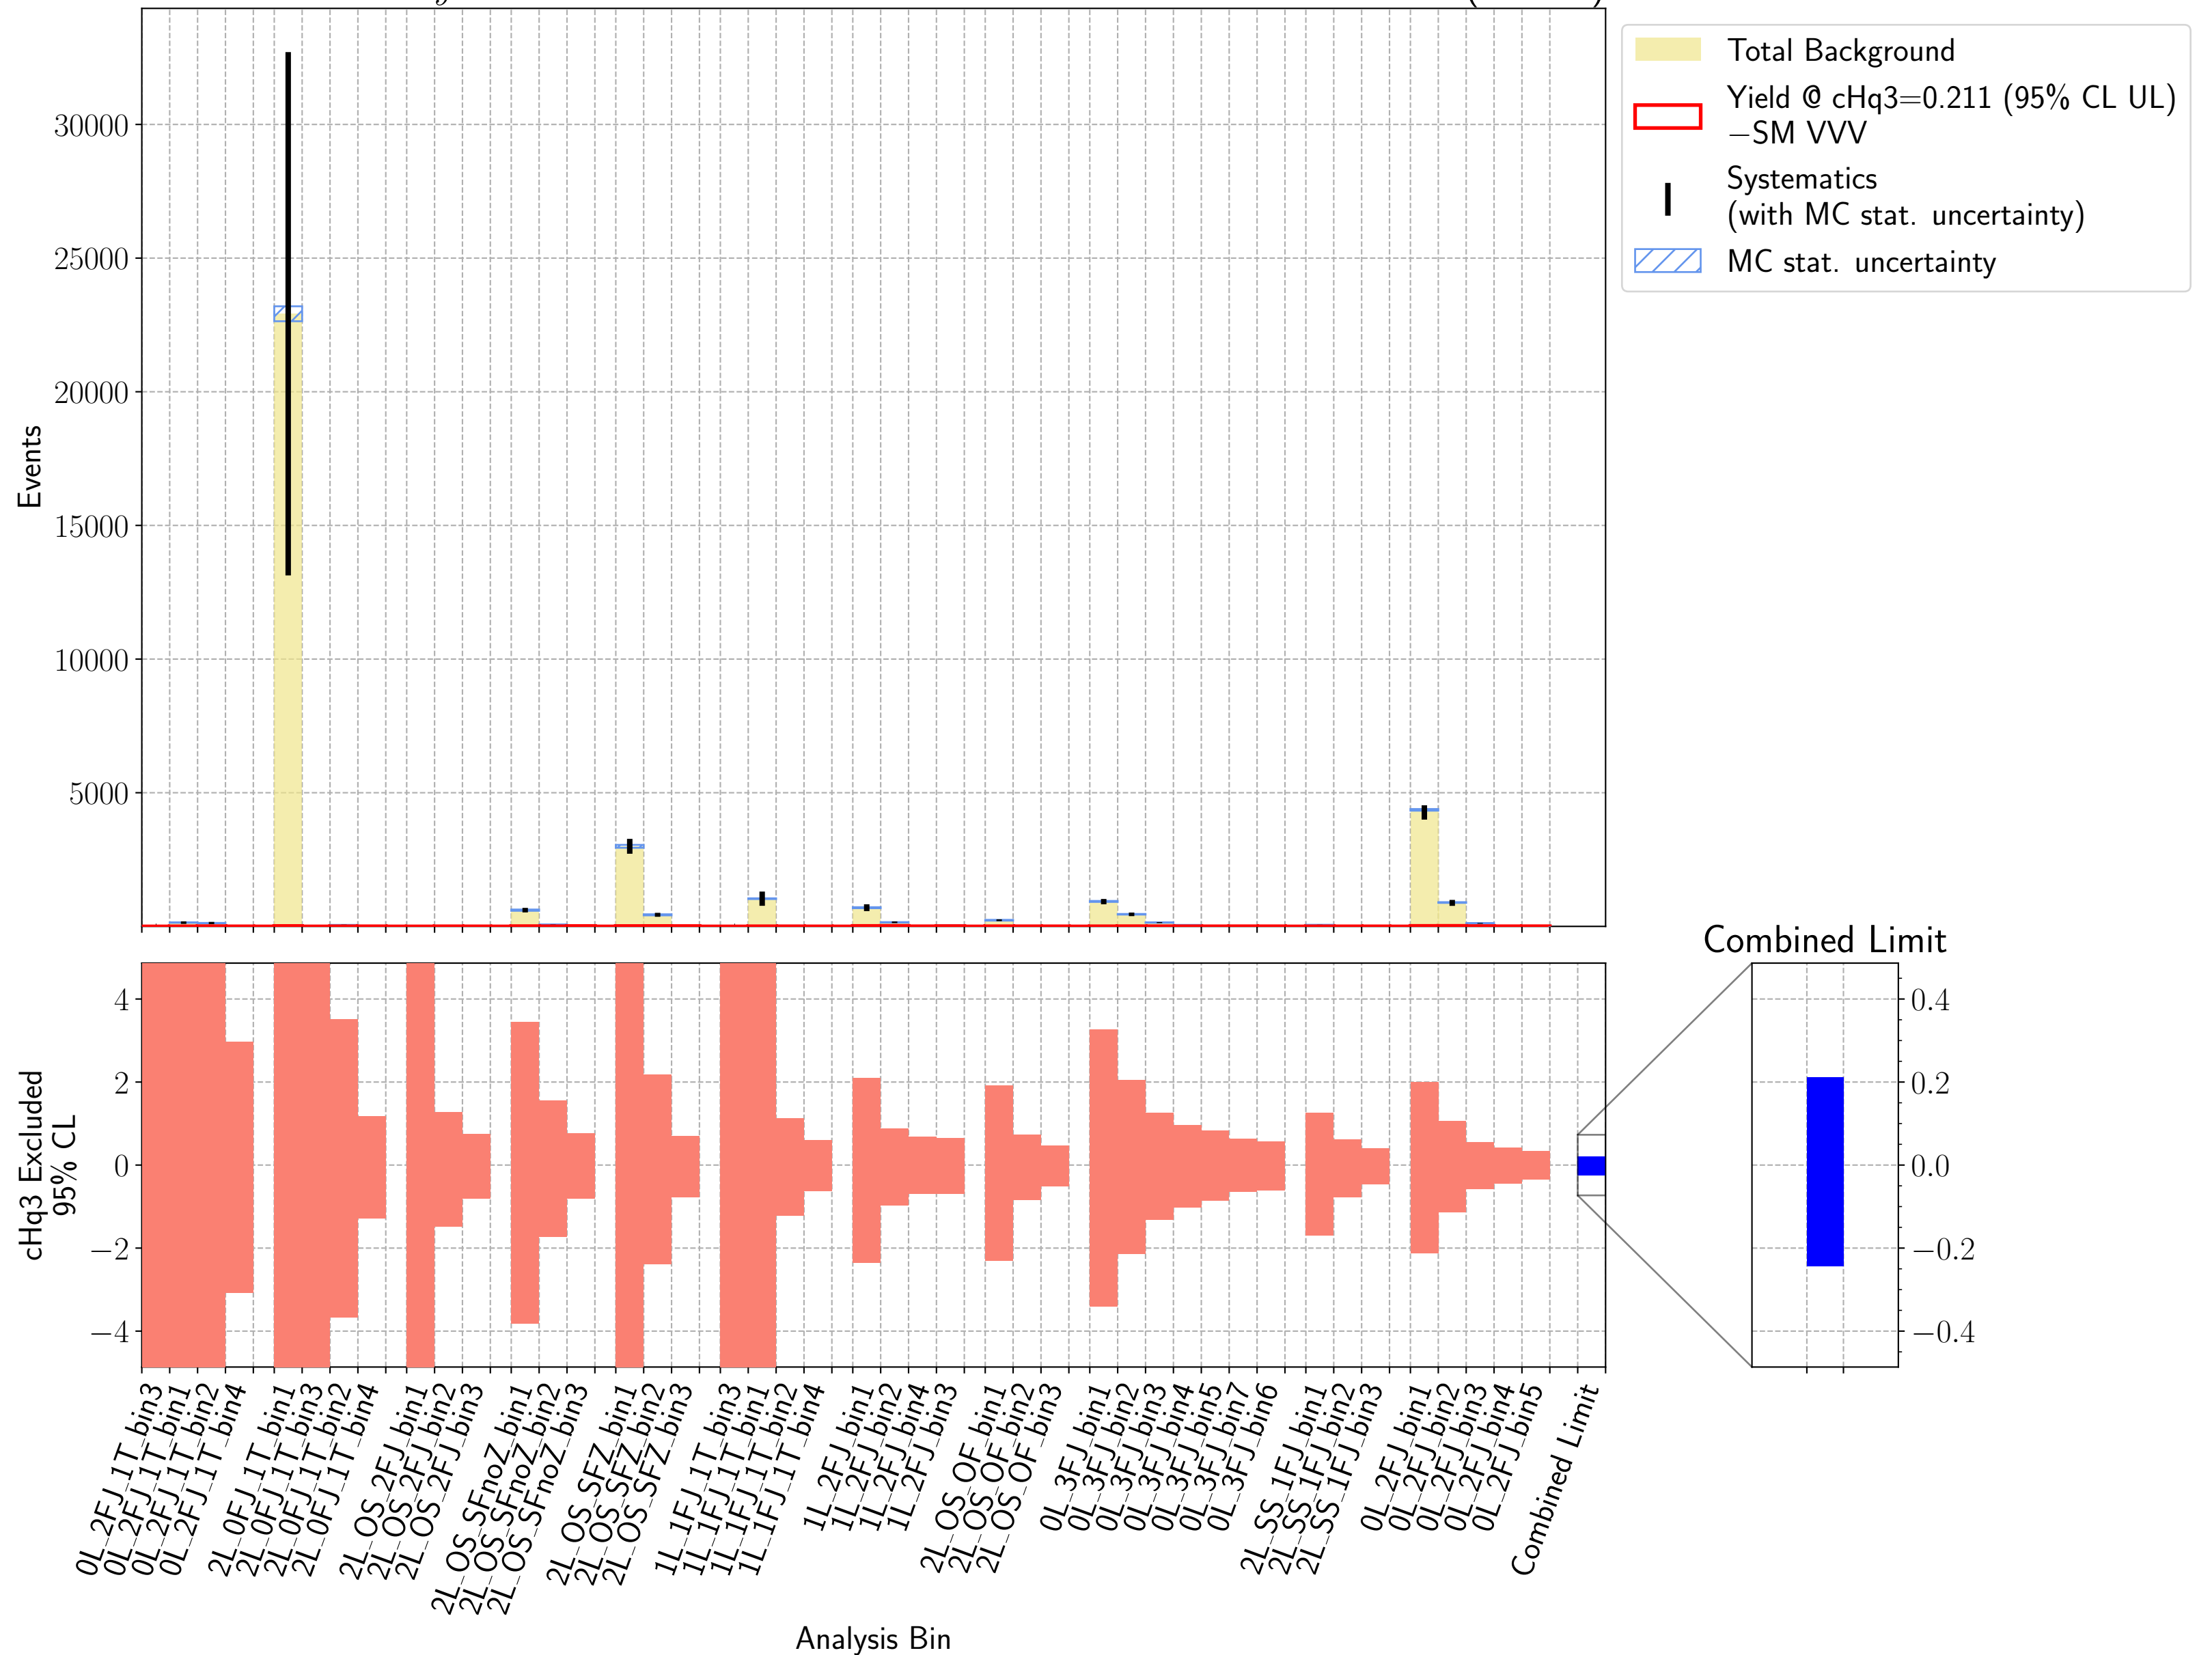 Total Background
Yield @ cHq3=0.211 (95% CL UL)
−SM VVV
Systematics
(with MC stat. uncertainty)
MC stat. uncertainty
30000
25000
20000
15000
10000
5000
Events
Combined Limit
4
2
0
−2
−4
cHq3 Excluded
95% CL
0.4
0.2
0.0
−0.2
−0.4
0L_2FJ_1T_bin3
0L_2FJ_1T_bin1
0L_2FJ_1T_bin2
0L_2FJ_1T_bin4
2L_0FJ_1T_bin1
2L_0FJ_1T_bin3
2L_0FJ_1T_bin2
2L_0FJ_1T_bin4
2L_OS_2FJ_bin1
2L_OS_2FJ_bin2
2L_OS_2FJ_bin3
2L_OS_SFnoZ_bin1
2L_OS_SFnoZ_bin2
2L_OS_SFnoZ_bin3
2L_OS_SFZ_bin1
2L_OS_SFZ_bin2
2L_OS_SFZ_bin3
1L_1FJ_1T_bin3
1L_1FJ_1T_bin1
1L_1FJ_1T_bin2
1L_1FJ_1T_bin4
1L_2FJ_bin1
1L_2FJ_bin2
1L_2FJ_bin4
1L_2FJ_bin3
2L_OS_OF_bin1
2L_OS_OF_bin2
2L_OS_OF_bin3
0L_3FJ_bin1
0L_3FJ_bin2
0L_3FJ_bin3
0L_3FJ_bin4
0L_3FJ_bin5
0L_3FJ_bin7
0L_3FJ_bin6
2L_SS_1FJ_bin1
2L_SS_1FJ_bin2
2L_SS_1FJ_bin3
0L_2FJ_bin1
0L_2FJ_bin2
0L_2FJ_bin3
0L_2FJ_bin4
0L_2FJ_bin5
Combined Limit
Analysis Bin